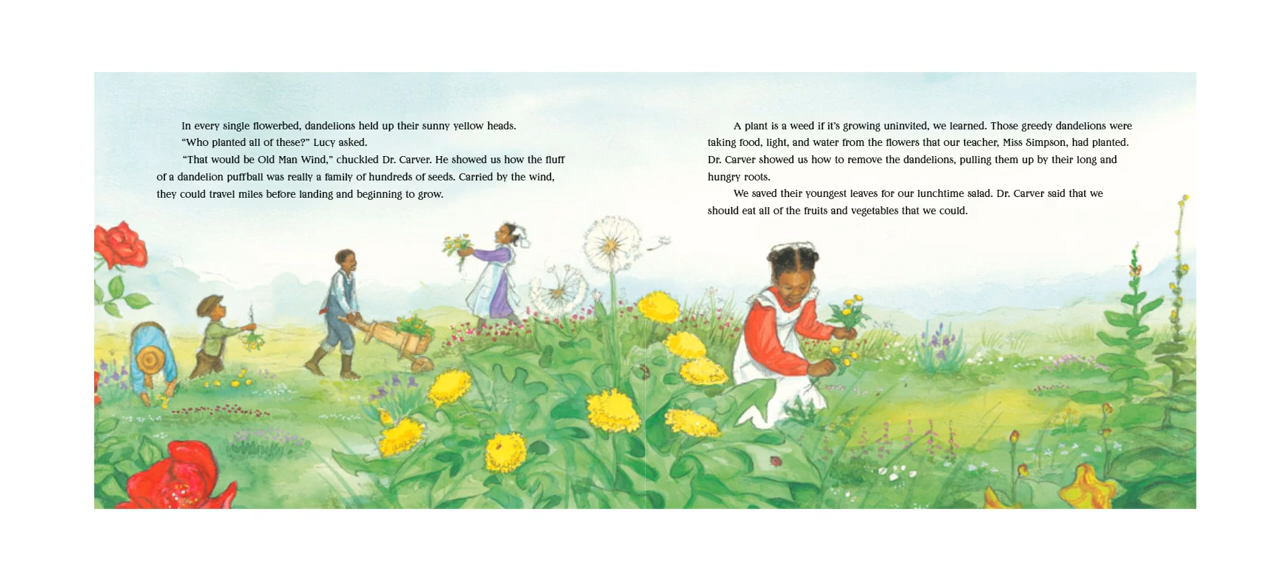 In every single flowerbed, dandelions held up their sunny yellow heads.
“Who planted all of these?” Lucy asked.
“That would be Old Man Wind,” chuckled Dr. Carver. He showed us how the fluff
of a dandelion puffball was really a family of hundreds of seeds. Carried by the wind,
they could travel miles before landing and beginning to grow.
A plant is a weed if it’s growing uninvited, we learned. Those greedy dandelions were
taking food, light, and water from the flowers that our teacher, Miss Simpson, had planted.
Dr. Carver showed us how to remove the dandelions, pulling them up by their long and
hungry roots.
We saved their youngest leaves for our lunchtime salad. Dr. Carver said that we
should eat all of the fruits and vegetables that we could.